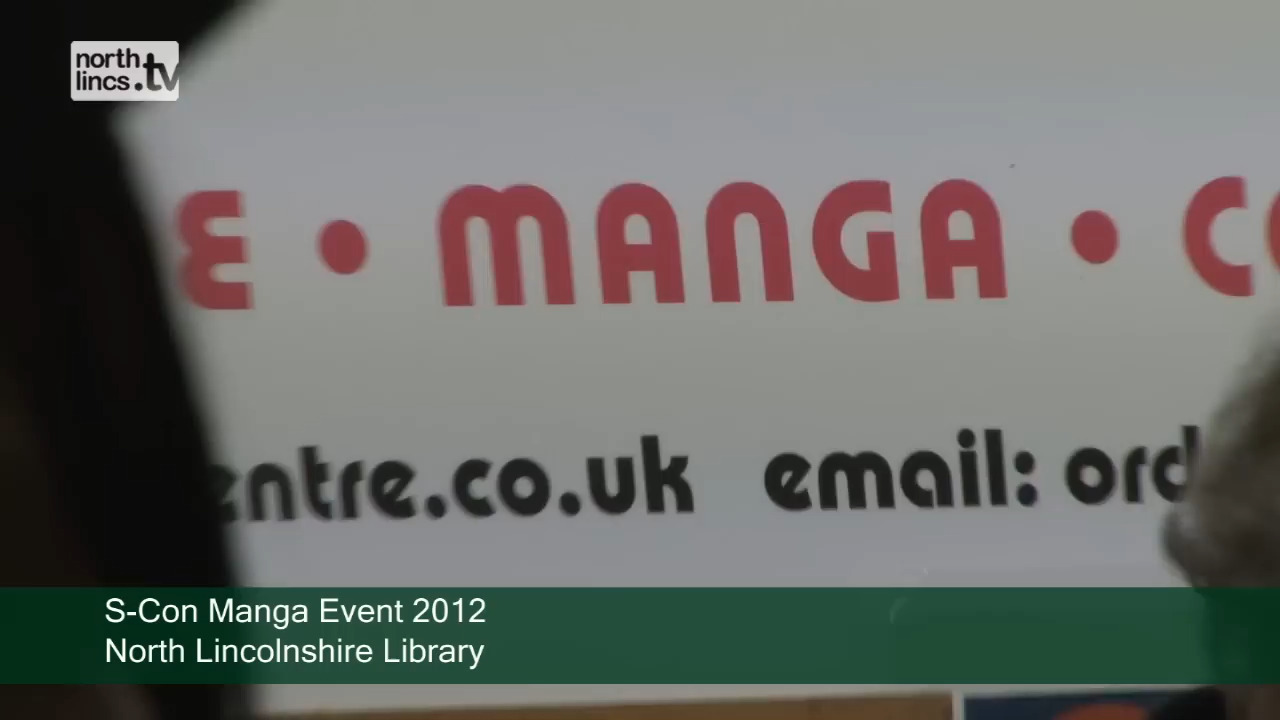 north
lincs.tv
E • MANGA • C
entre.co.uk email: ord
S-Con Manga Event 2012
North Lincolnshire Library